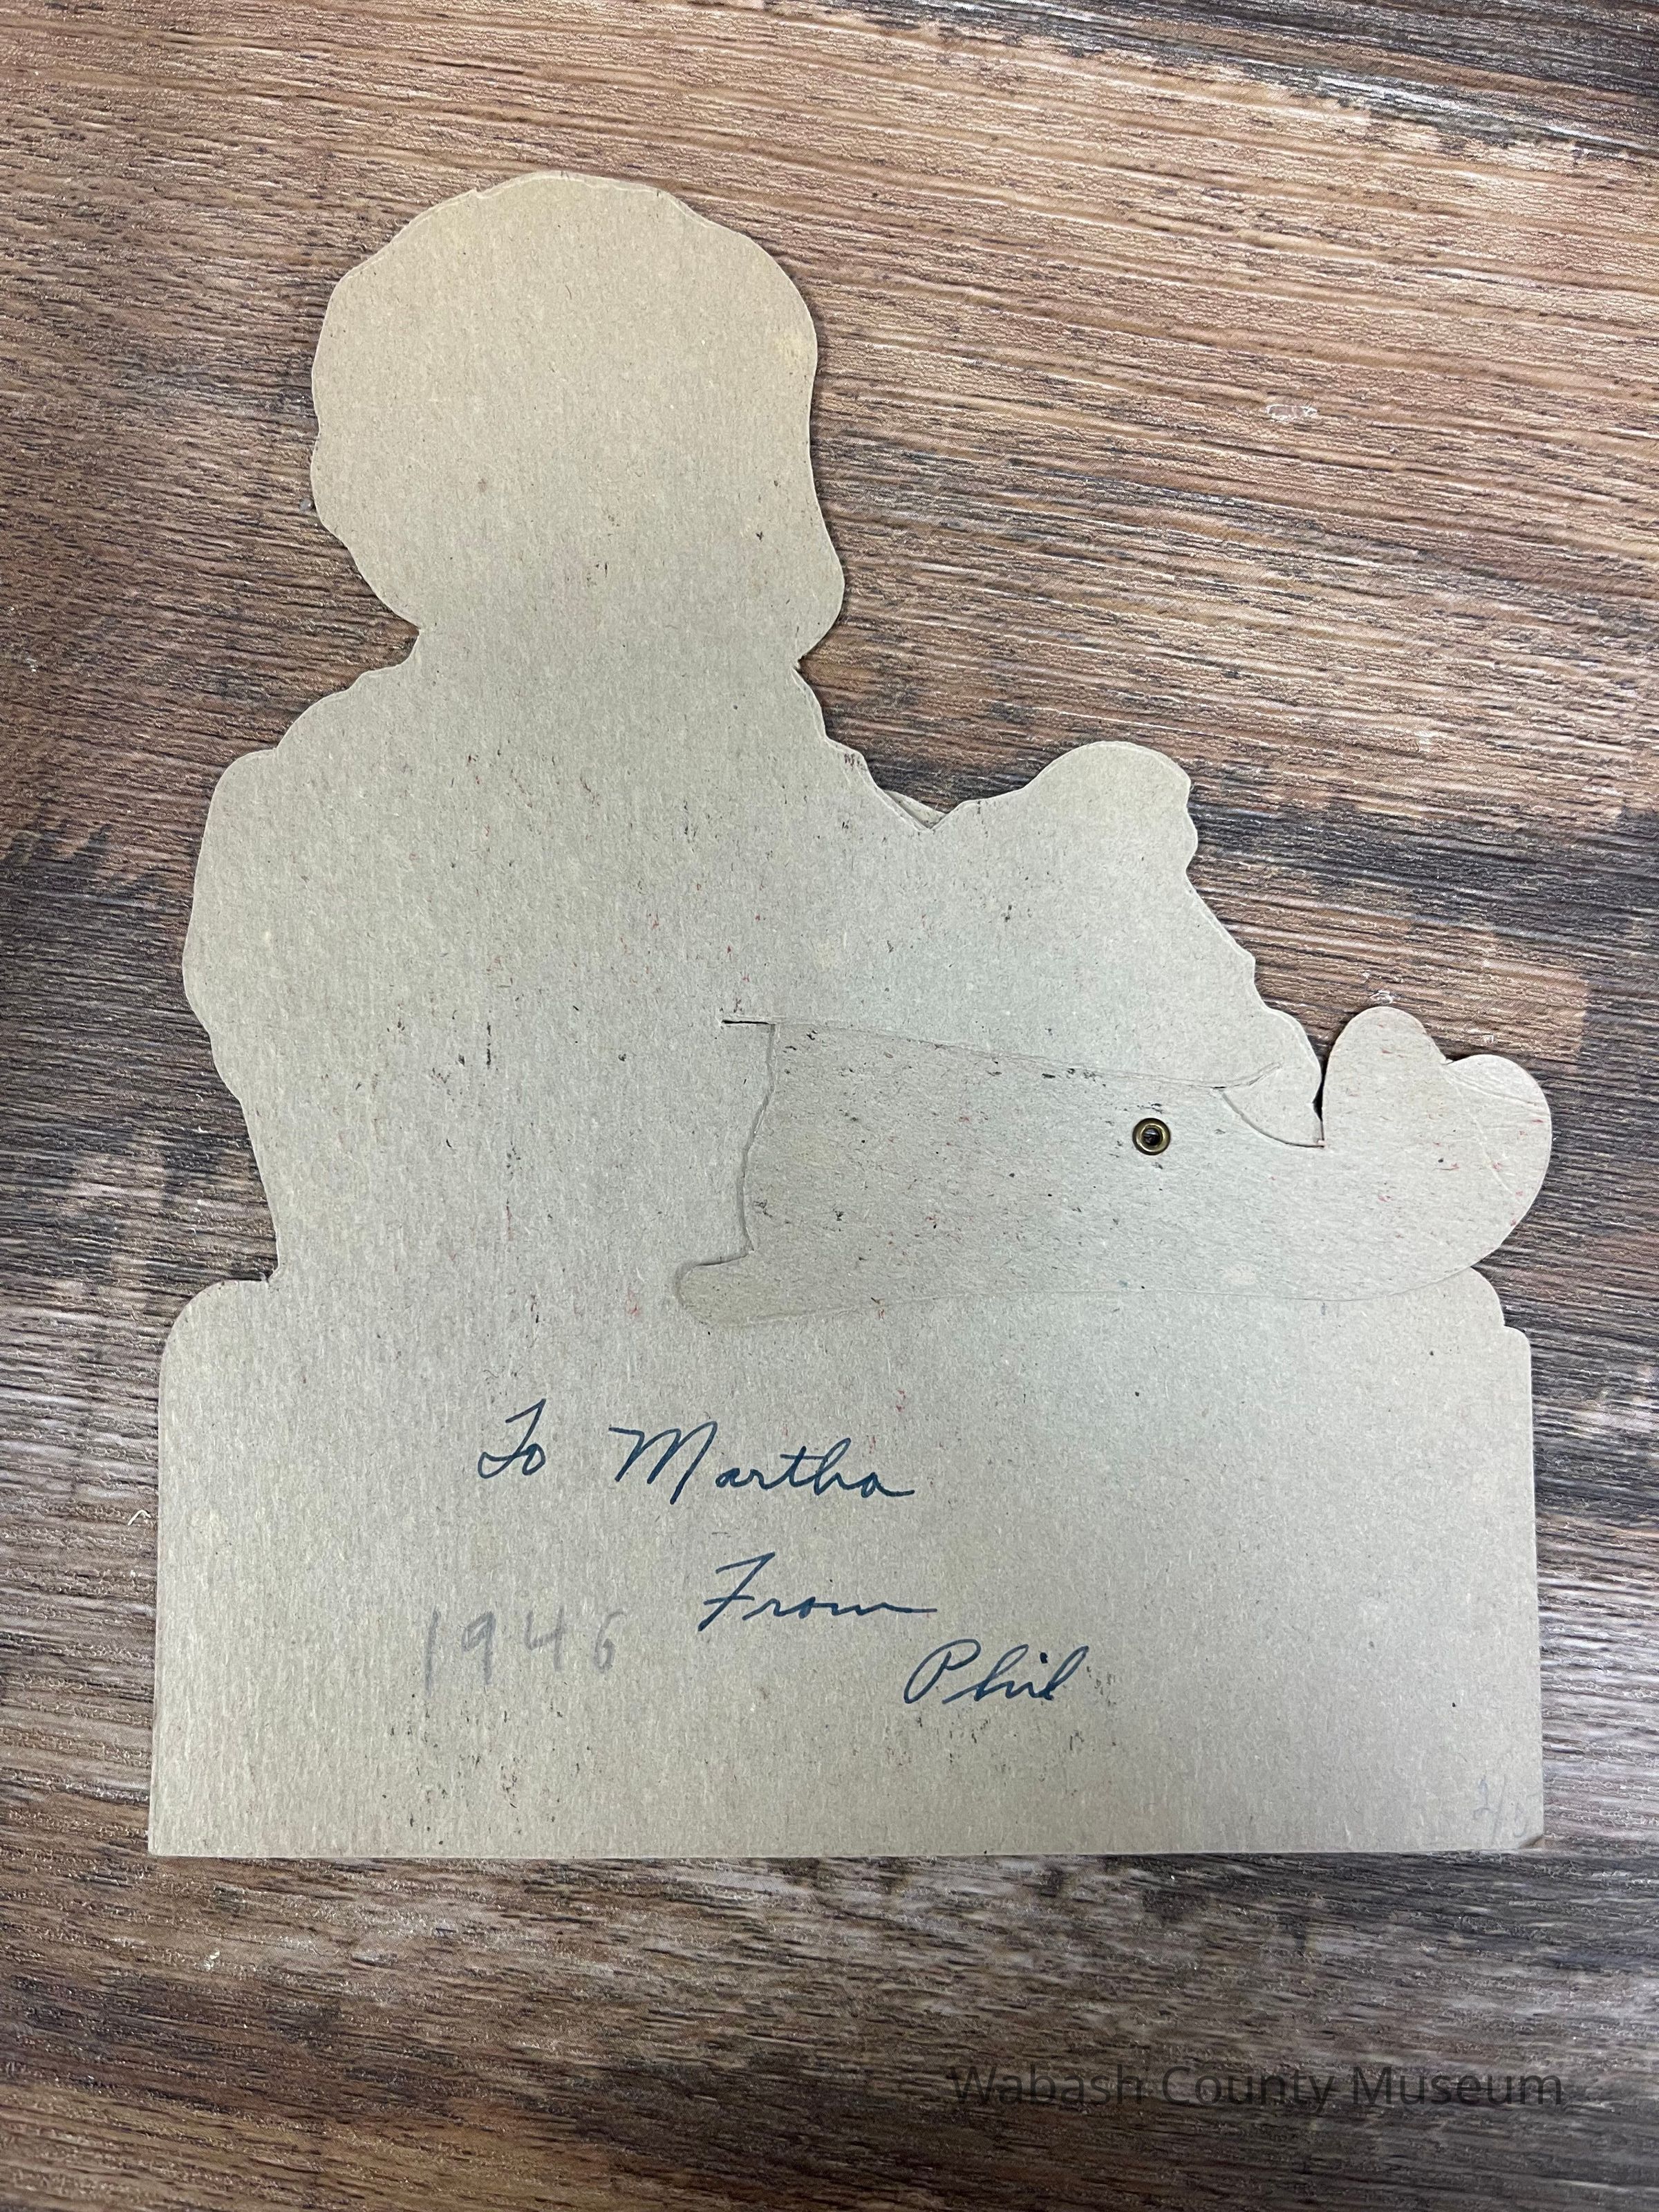 To Martha
From
1946
Phil
Wabash County Museum